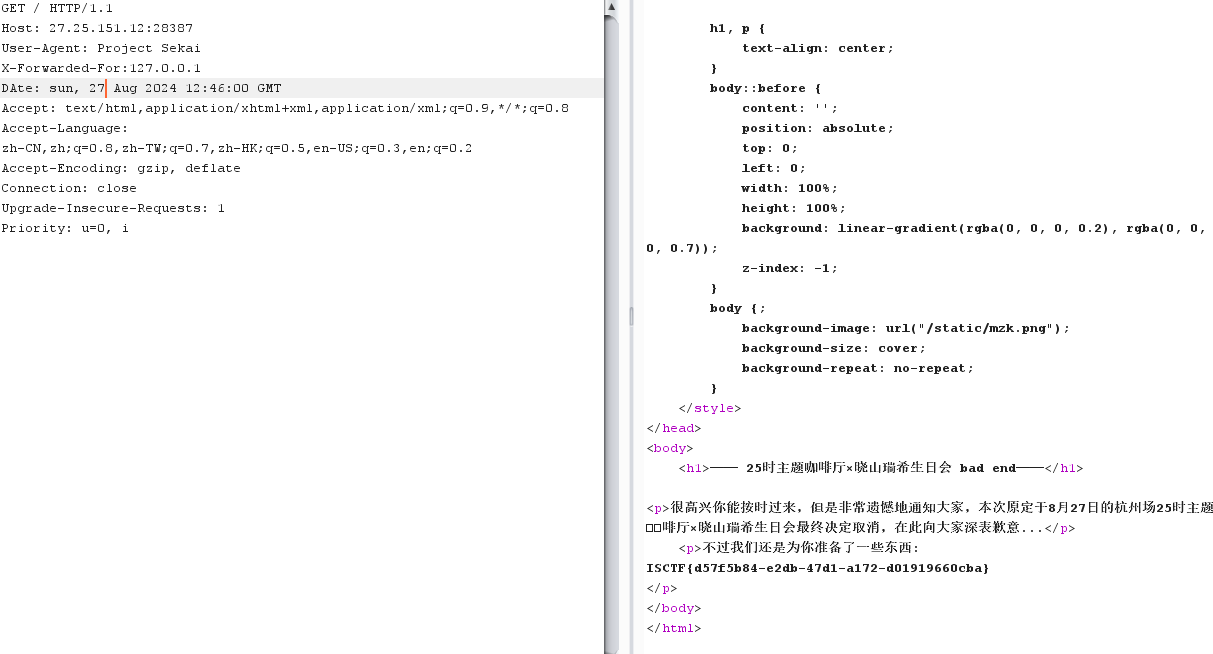 GET / HTTP/1.1
Host: 27.25.151.12:28387
User-Agent: Project Sekai
X-Forwarded-For:127.0.0.1
DAte: sun, 27 Aug 2024 12:46:00 GMT
Accept: text/html,application/xhtml+xml,application/xml;q=0.9,*/*;q=0.8
Accept-Language:
zh-CN,zh;q=0.8,zh-TW;q=0.7,zh-HK;q=0.5,en-US;q=0.3,en;q=0.2
Accept-Encoding: gzip, deflate
Connection: close
Upgrade-Insecure-Requests: 1
Priority: u=0, i
h1, p {
text-align: center;
}
body::before {
content: '';
position: absolute;
top: 0;
left: 0;
width: 100%;
height: 100%;
background: linear-gradient(rgba(0, 0, 0, 0.2), rgba(0, 0,
0, 0.7));
z-index: -1;
}
body {;
background-image: url("/static/mzk.png");
background-size: cover;
background-repeat: no-repeat;
}
</style>
</head>
<body>
<h1>—— 25时主题咖啡厅×晓山瑞希生日会 bad end——</h1>
<p>很高兴你能按时过来，但是非常遗憾地通知大家，本次原定于8月27日的杭州场25时主题
□□啡厅×晓山瑞希生日会最终决定取消，在此向大家深表歉意...</p>
<p>不过我们还是为你准备了一些东西：
ISCTF{d57f5b84-e2db-47d1-a172-d01919660cba}
</p>
</body>
</html>